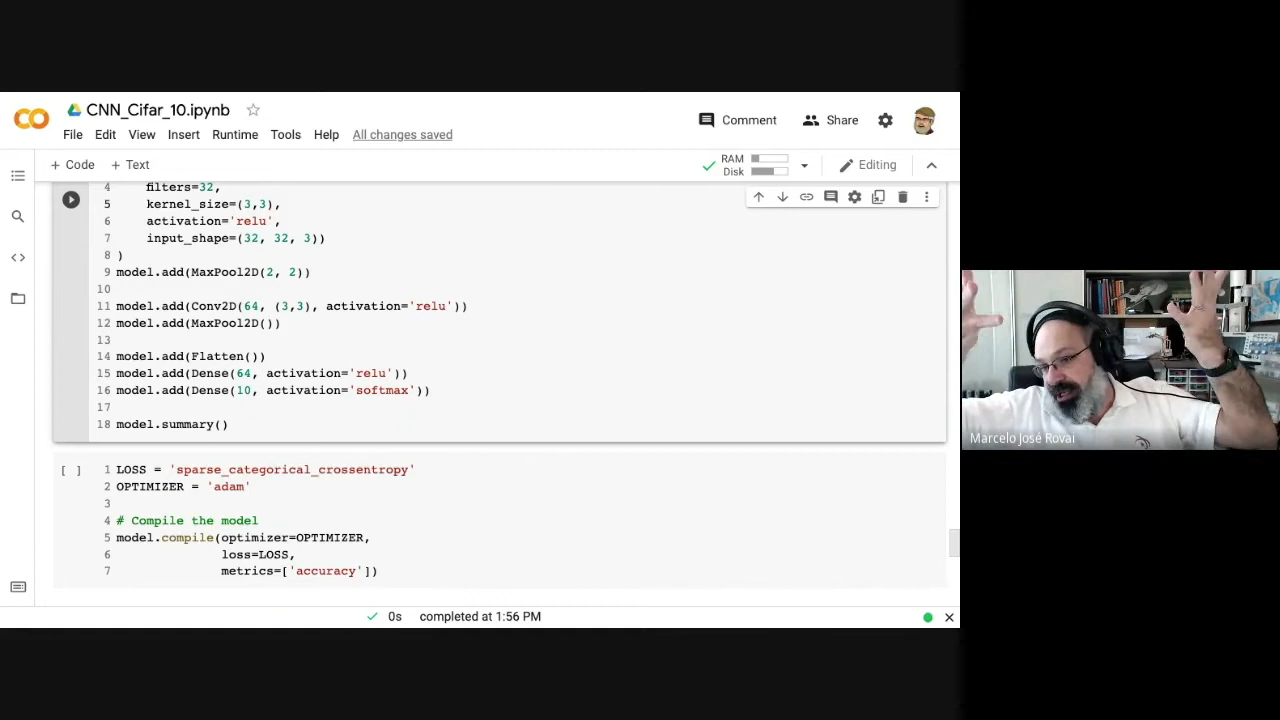 CNN_Cifar_10.ipynb
File Edit View Insert Runtime Tools Help All changes saved
Comment Share
+ Code + Text
RAM
Disk
Editing
4 filters=32,
5 kernel_size=(3,3),
6 activation='relu',
7 input_shape=(32, 32, 3))
8 )
9 model.add(MaxPool2D(2, 2))
10
11 model.add(Conv2D(64, (3,3), activation='relu'))
12 model.add(MaxPool2D())
13
14 model.add(Flatten())
15 model.add(Dense(64, activation='relu'))
16 model.add(Dense(10, activation='softmax'))
17
18 model.summary()
[ ] 1 LOSS = 'sparse_categorical_crossentropy'
2 OPTIMIZER = 'adam'
3
4 # Compile the model
5 model.compile(optimizer=OPTIMIZER,
6 loss=LOSS,
7 metrics=['accuracy'])
0s completed at 1:56 PM
Marcelo José Rovai